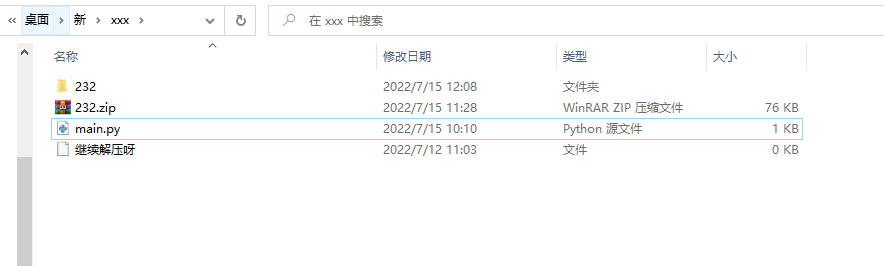 « 桌面 › 新 › xxx › 在 xxx 中搜索
名称 修改日期 类型 大小
232 2022/7/15 12:08 文件夹
232.zip 2022/7/15 11:28 WinRAR ZIP 压缩文件 76 KB
main.py 2022/7/15 10:10 Python 源文件 1 KB
继续解压呀 2022/7/12 11:03 文件 0 KB